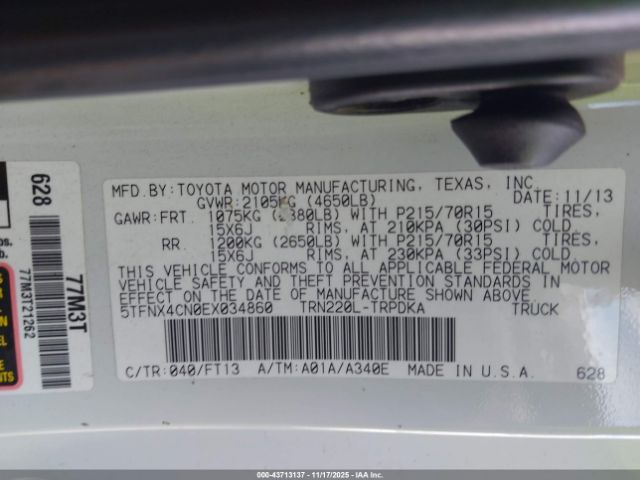 MFD.BY:TOYOTA MOTOR MANUFACTURING, TEXAS, INC.
GVWR:2105KG (4650LB) DATE:11/13
GAWR:FRT. 1075KG (2380LB) WITH P215/70R15 TIRES,
15X6J RIMS, AT 210KPA (30PSI) COLD
RR. 1200KG (2650LB) WITH P215/70R15 TIRES,
15X6J RIMS, AT 230KPA (33PSI) COLD
THIS VEHICLE CONFORMS TO ALL APPLICABLE FEDERAL MOTOR
VEHICLE SAFETY AND THEFT PREVENTION STANDARDS IN
EFFECT ON THE DATE OF MANUFACTURE SHOWN ABOVE.
5TFNX4CN0EX034860 TRN220L-TRPDKA TRUCK
C/TR:040/FT13 A/TM:A01A/A340E MADE IN U.S.A. 628
628
77M3T
77M3T21262
000-43713137 - 11/17/2025 - IAAI.COM